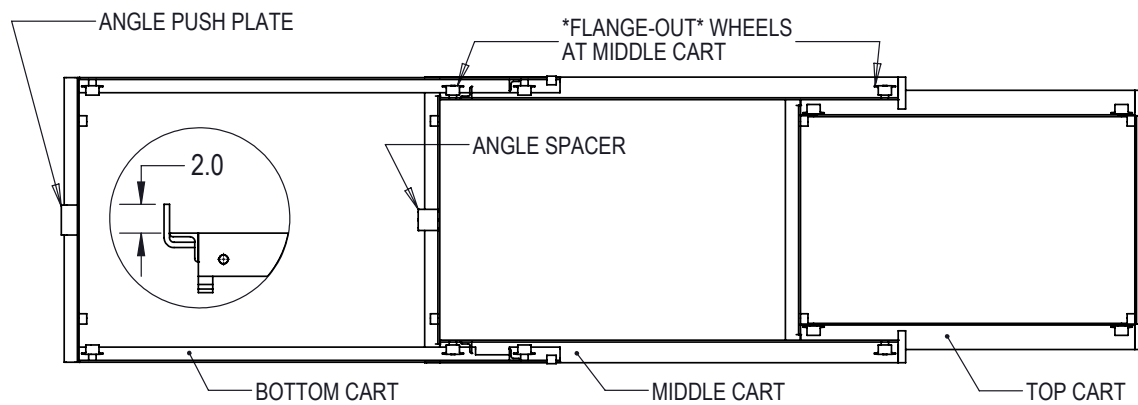 ANGLE PUSH PLATE
*FLANGE-OUT* WHEELS
AT MIDDLE CART
ANGLE SPACER
2.0
BOTTOM CART
MIDDLE CART
TOP CART